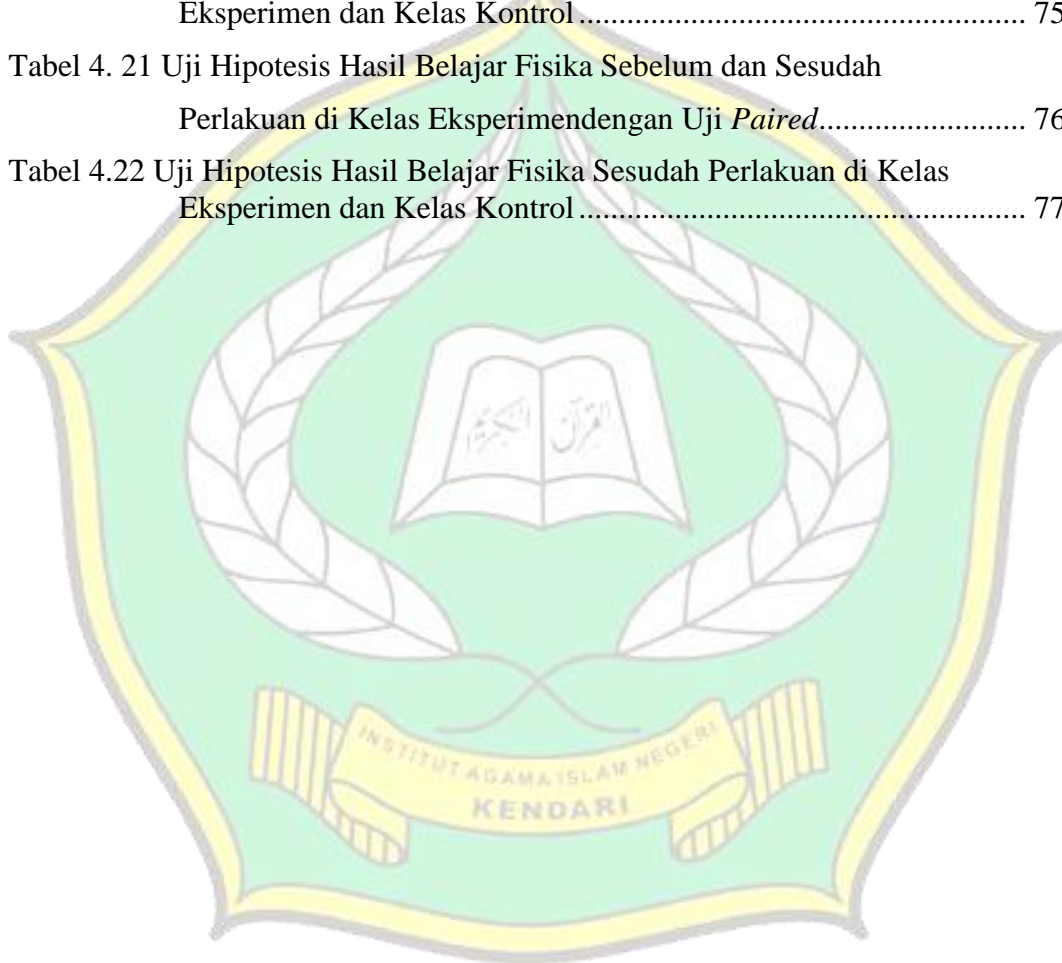 Eksperimen dan Kelas Kontrol ........................................................ 75
Tabel 4. 21 Uji Hipotesis Hasil Belajar Fisika Sebelum dan Sesudah
Perlakuan di Kelas Eksperimendengan Uji Paired.......................... 76
Tabel 4.22 Uji Hipotesis Hasil Belajar Fisika Sesudah Perlakuan di Kelas
Eksperimen dan Kelas Kontrol ........................................................ 77
القرآن الكريم
INSTITUT AGAMA ISLAM NEGERI
KENDARI